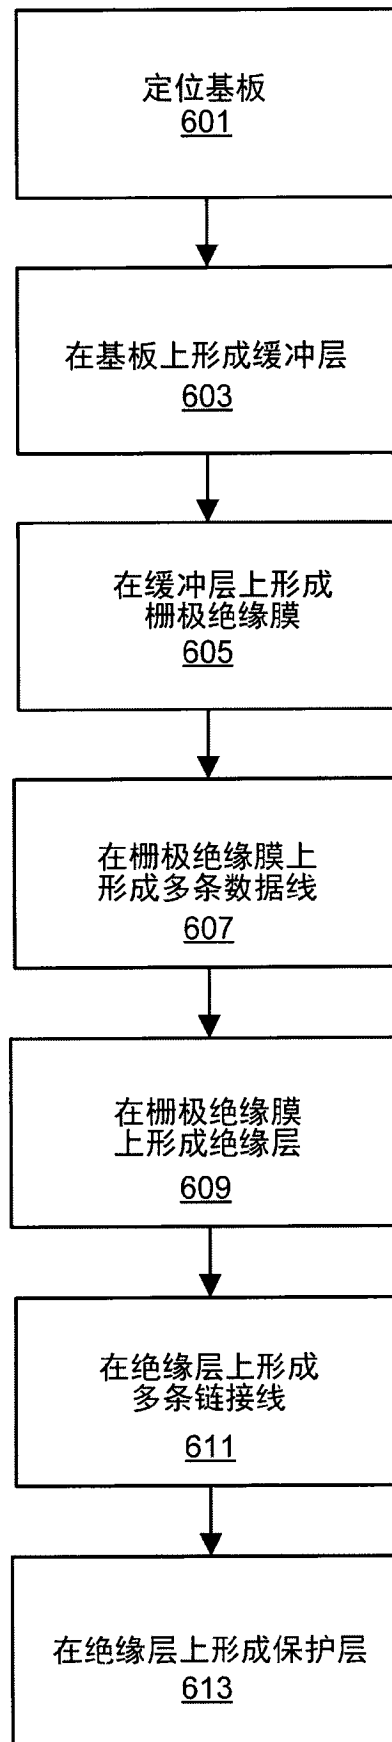 定位基板
601
在基板上形成缓冲层
603
在缓冲层上形成
栅极绝缘膜
605
在栅极绝缘膜上
形成多条数据线
607
在栅极绝缘膜
上形成绝缘层
609
在绝缘层上形成
多条链接线
611
在绝缘层上形成保护层
613